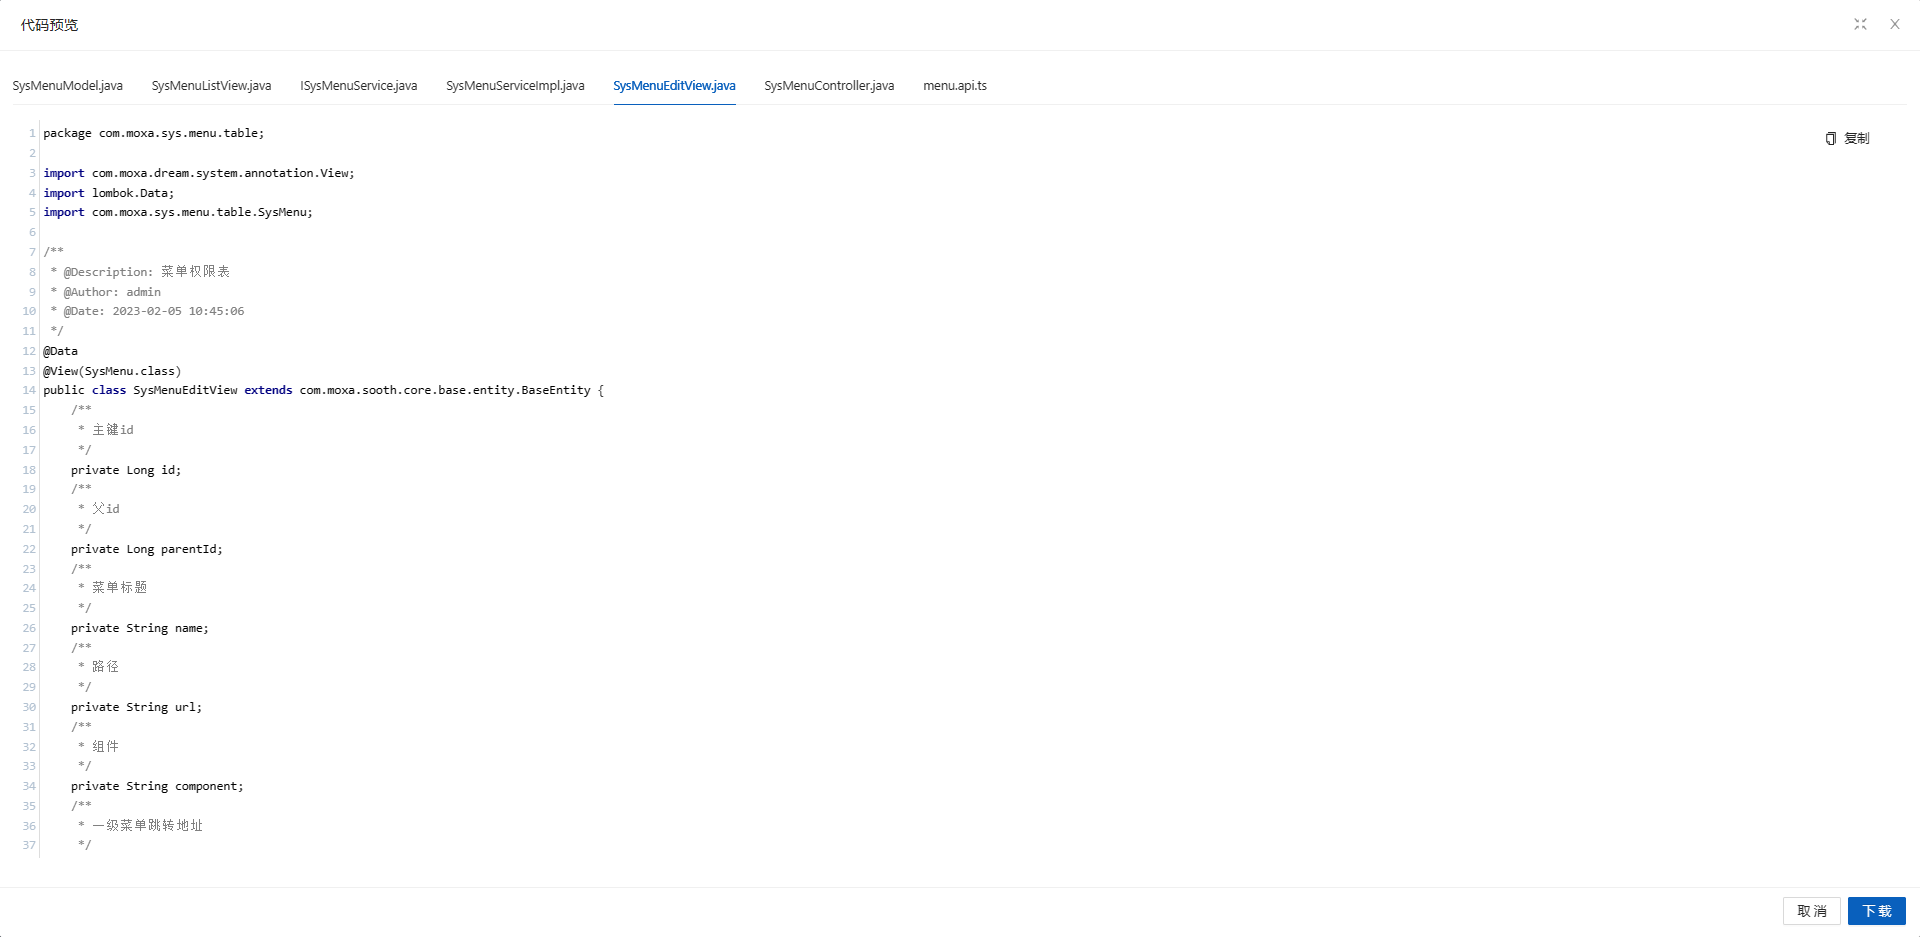 代码预览
SysMenuModel.java SysMenuListView.java ISysMenuService.java SysMenuServiceImpl.java SysMenuEditView.java SysMenuController.java menu.api.ts
复制
1 package com.moxa.sys.menu.table;
2
3 import com.moxa.dream.system.annotation.View;
4 import lombok.Data;
5 import com.moxa.sys.menu.table.SysMenu;
6
7 /**
8  * @Description: 菜单权限表
9  * @Author: admin
10  * @Date: 2023-02-05 10:45:06
11  */
12 @Data
13 @View(SysMenu.class)
14 public class SysMenuEditView extends com.moxa.sooth.core.base.entity.BaseEntity {
15     /**
16      * 主键id
17      */
18     private Long id;
19     /**
20      * 父id
21      */
22     private Long parentId;
23     /**
24      * 菜单标题
25      */
26     private String name;
27     /**
28      * 路径
29      */
30     private String url;
31     /**
32      * 组件
33      */
34     private String component;
35     /**
36      * 一级菜单跳转地址
37      */
取消 下载